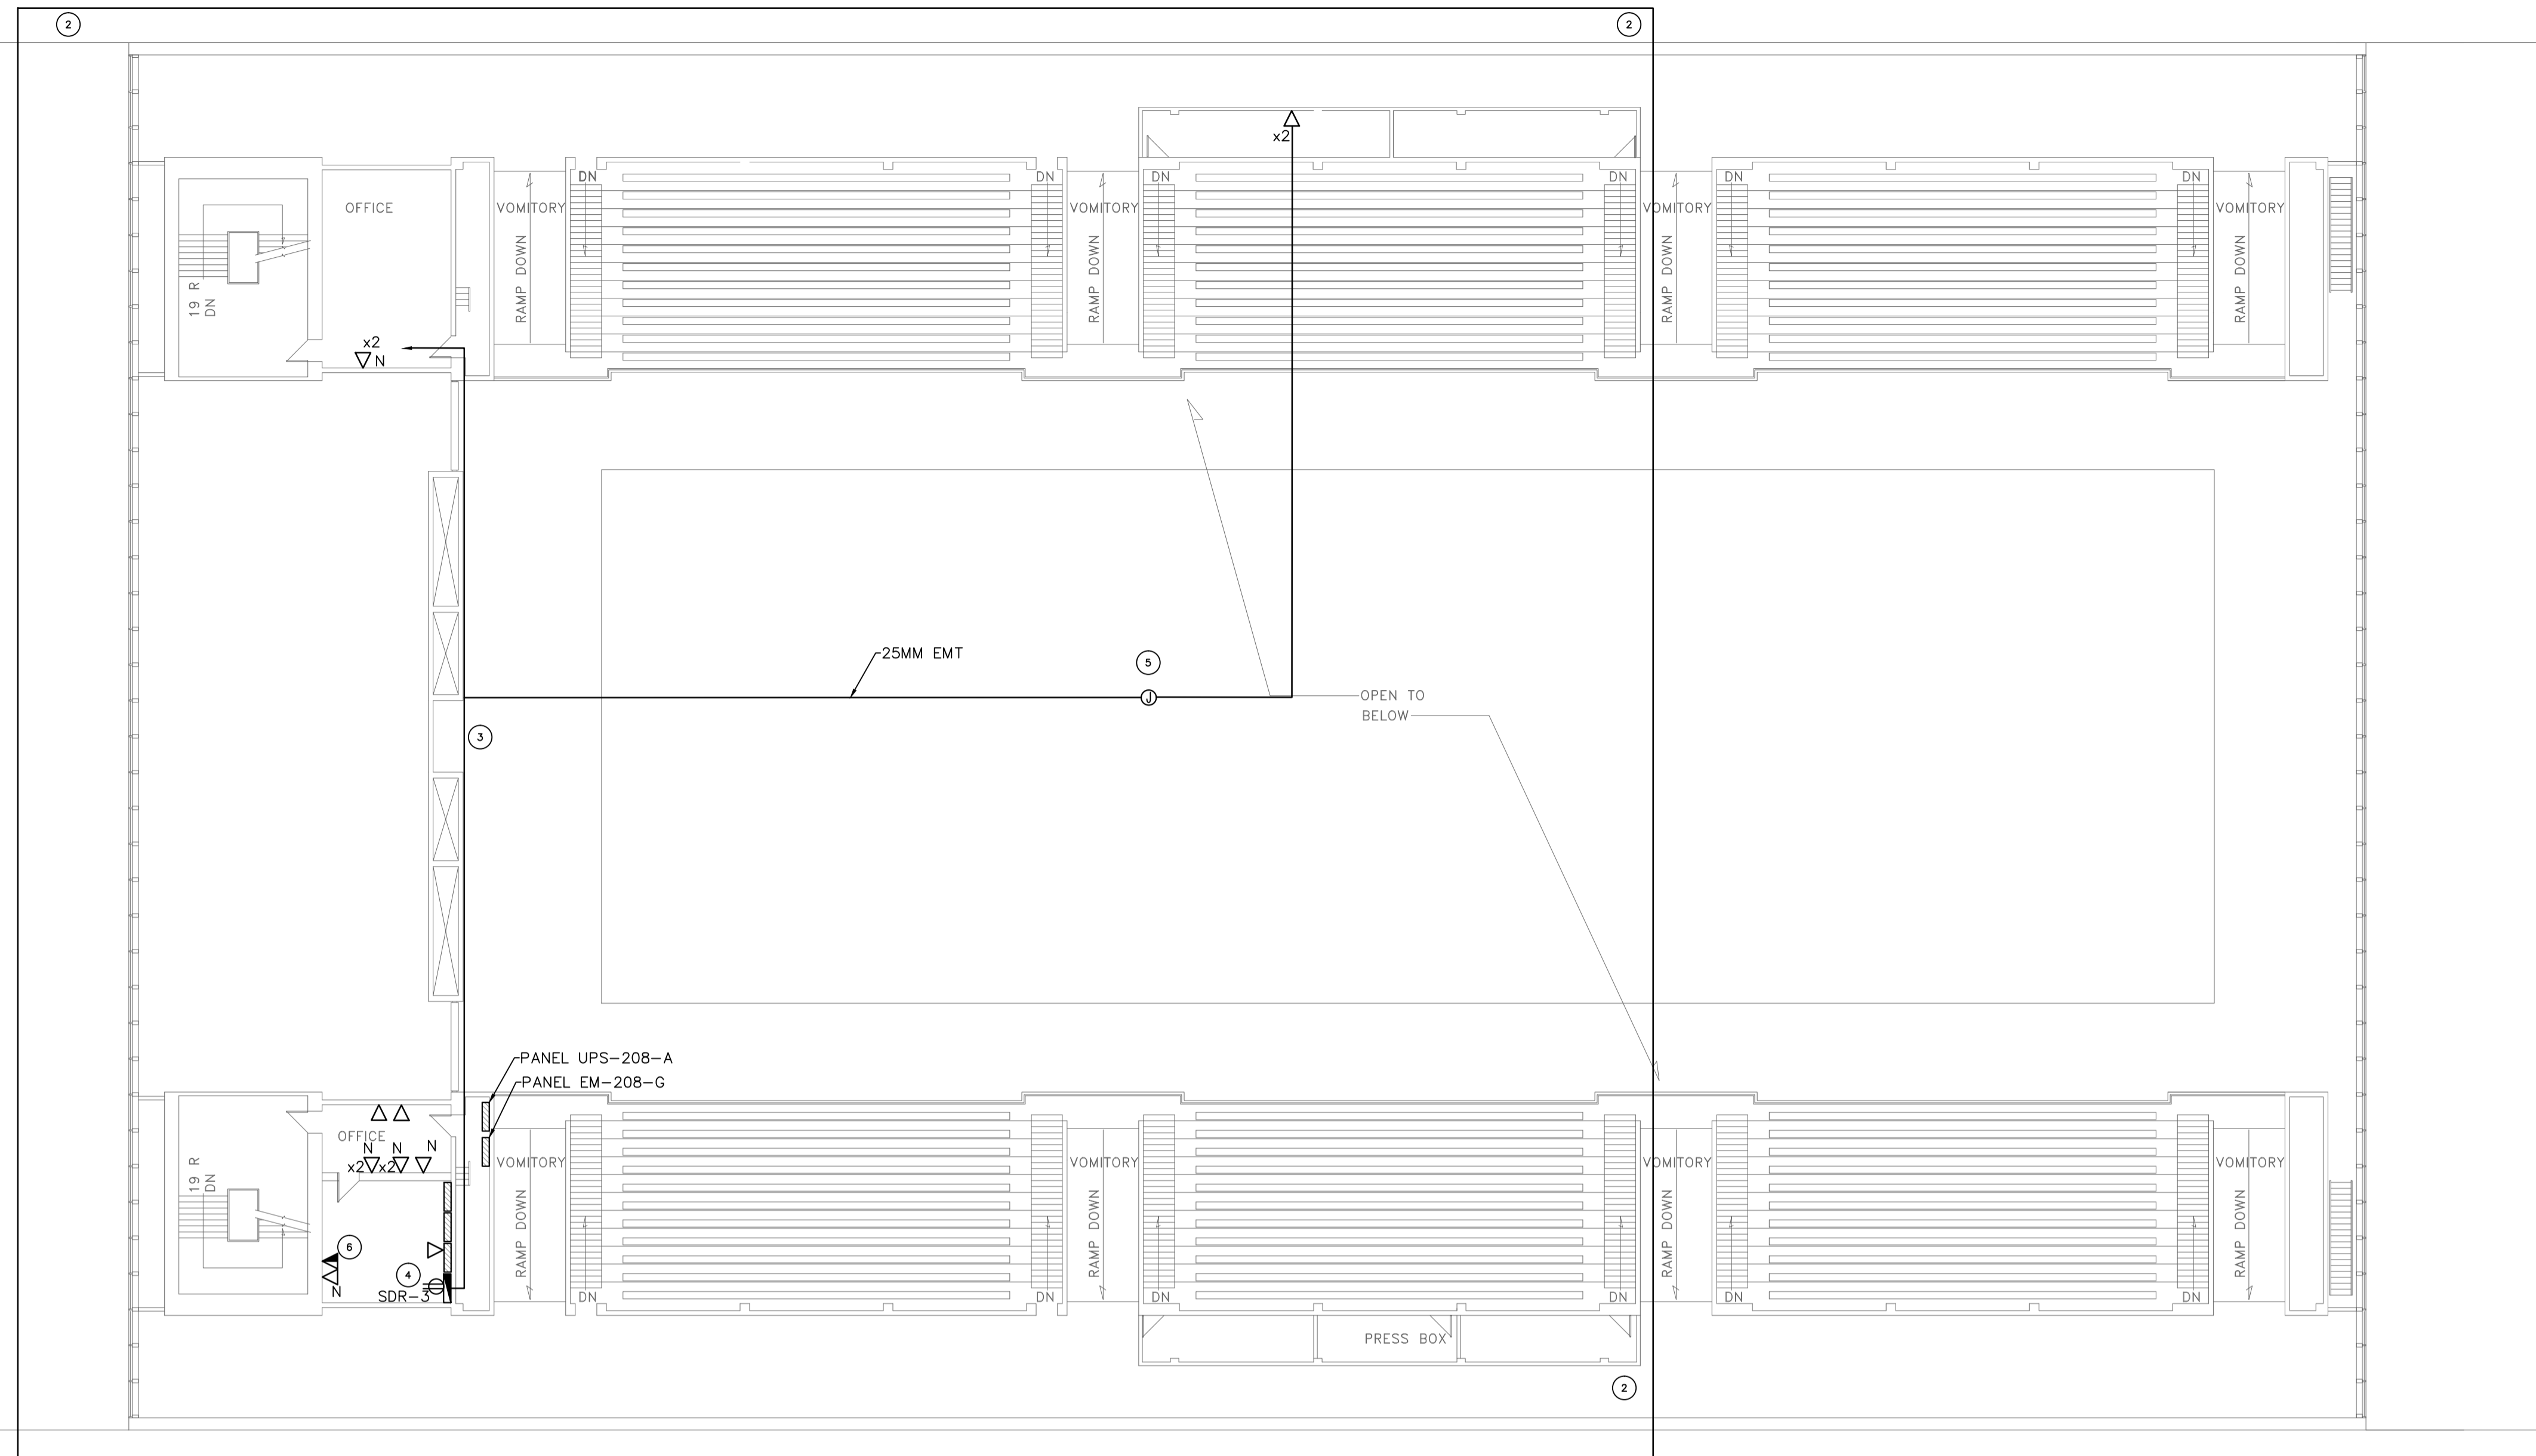 2
2
x2
DN
DN
DN
DN
DN
DN
OFFICE
VOMITORY
VOMITORY
VOMITORY
VOMITORY
19 R
DN
RAMP DOWN
RAMP DOWN
RAMP DOWN
RAMP DOWN
x2
N
25MM EMT
5
J
OPEN TO
BELOW
3
PANEL UPS-208-A
PANEL EM-208-G
OFFICE
N
N
N
x2
x2
VOMITORY
VOMITORY
VOMITORY
VOMITORY
19 R
DN
RAMP DOWN
RAMP DOWN
RAMP DOWN
RAMP DOWN
6
4
N
SDR-3
DN
DN
DN
DN
DN
DN
PRESS BOX
2